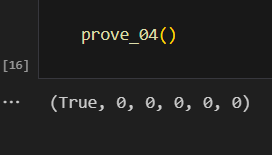 prove_04()
[16]
... (True, 0, 0, 0, 0, 0)